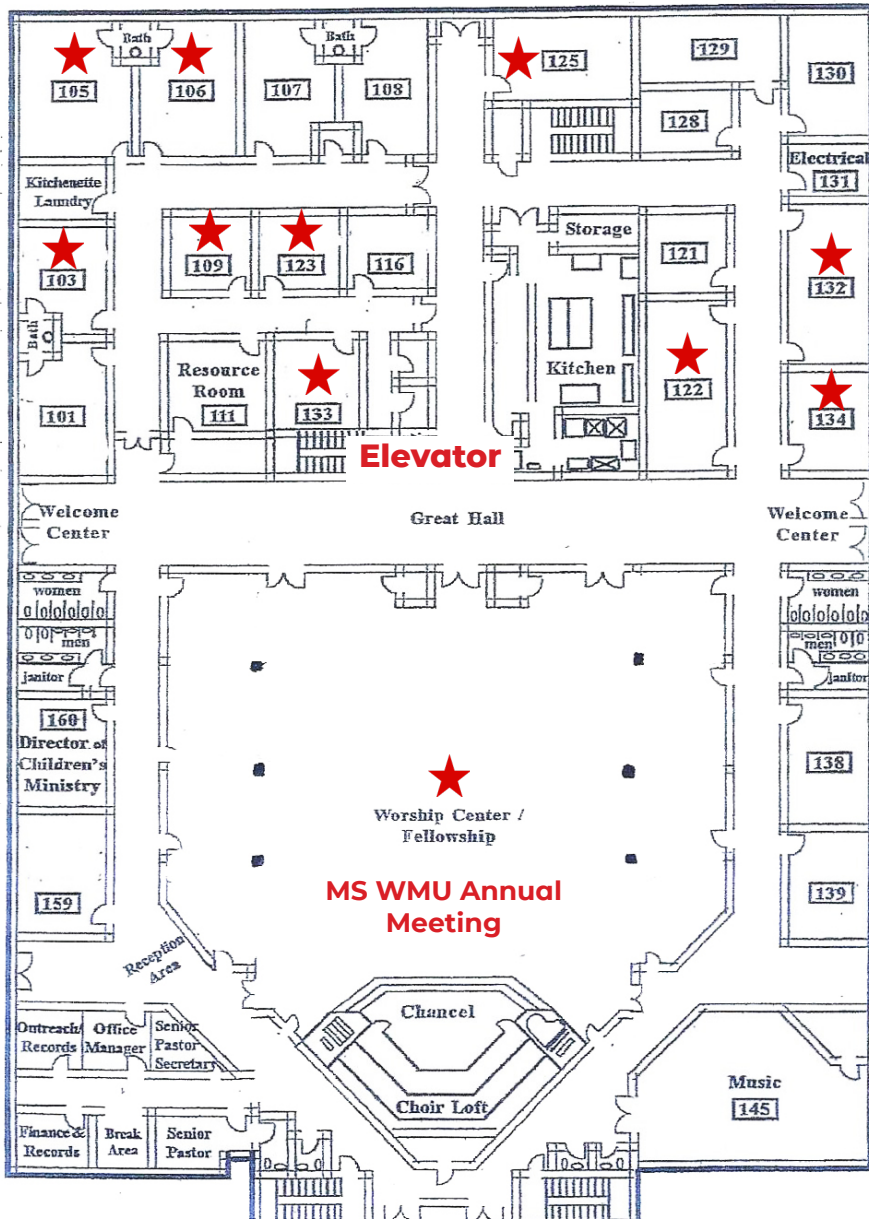 Bath
Bath
105
106
107
108
125
129
130
128
Electrical
131
Kitchenette
Laundry
103
109
123
116
Storage
121
132
Bath
Resource
Room
111
133
Kitchen
122
101
134
Elevator
Welcome
Center
Great Hall
Welcome
Center
women
men
janitor
women
men
janitor
160
Director of
Children's
Ministry
138
Worship Center /
Fellowship
159
MS WMU Annual
Meeting
139
Reception
Area
Outreach/
Records
Office
Manager
Senior
Pastor
Secretary
Chancel
Choir Loft
Music
145
Finance &
Records
Break
Area
Senior
Pastor